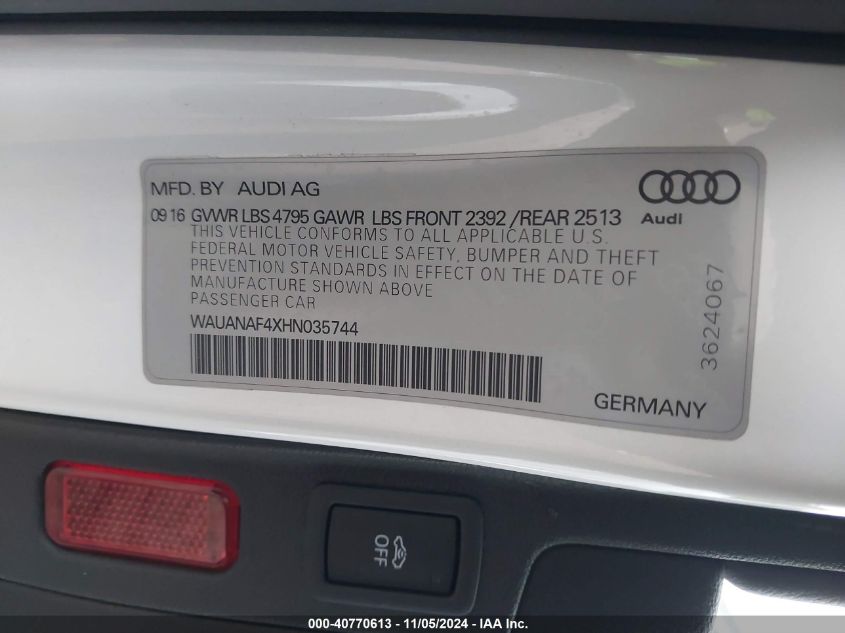 MFD. BY AUDI AG
Audi
09 16 GVWR LBS 4795 GAWR LBS FRONT 2392 /REAR 2513
THIS VEHICLE CONFORMS TO ALL APPLICABLE U.S.
FEDERAL MOTOR VEHICLE SAFETY, BUMPER AND THEFT
PREVENTION STANDARDS IN EFFECT ON THE DATE OF
MANUFACTURE SHOWN ABOVE
PASSENGER CAR
WAUANAF4XHN035744
3624067
GERMANY
OFF
000-40770613 - 11/05/2024 - IAA Inc.